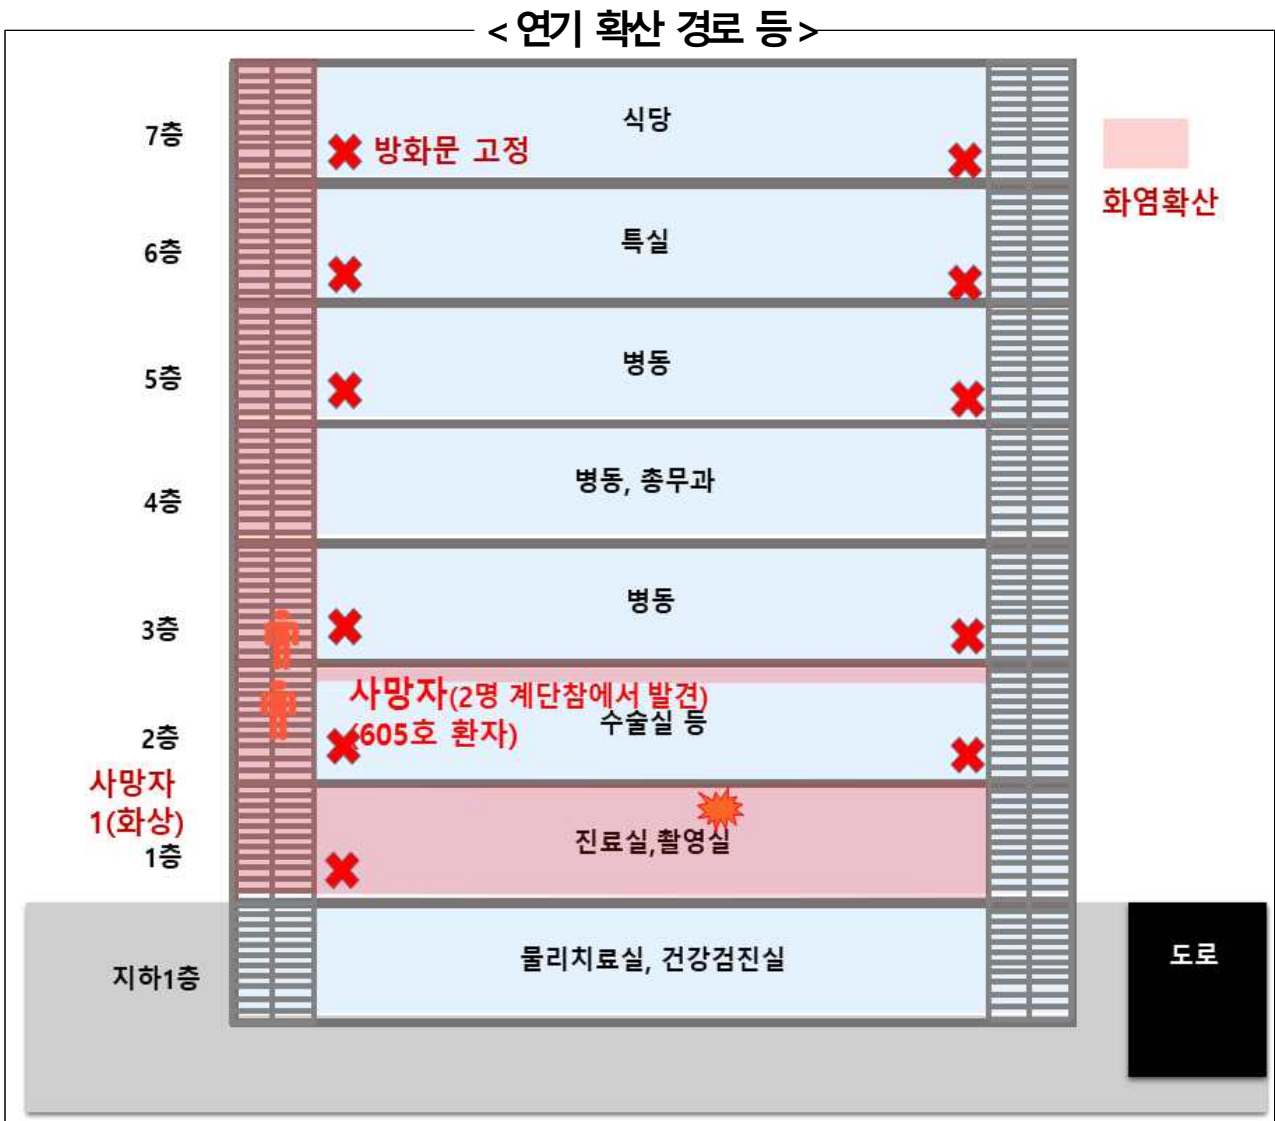 <연기 확산 경로 등>
식당
7층
방화문 고정
화염확산
특실
6층
병동
5층
병동, 총무과
4층
병동
3층
사망자(2명 계단참에서 발견)
(605호 환자)
수술실 등
2층
사망자
1(화상)
진료실,촬영실
1층
물리치료실, 건강검진실
도로
지하1층